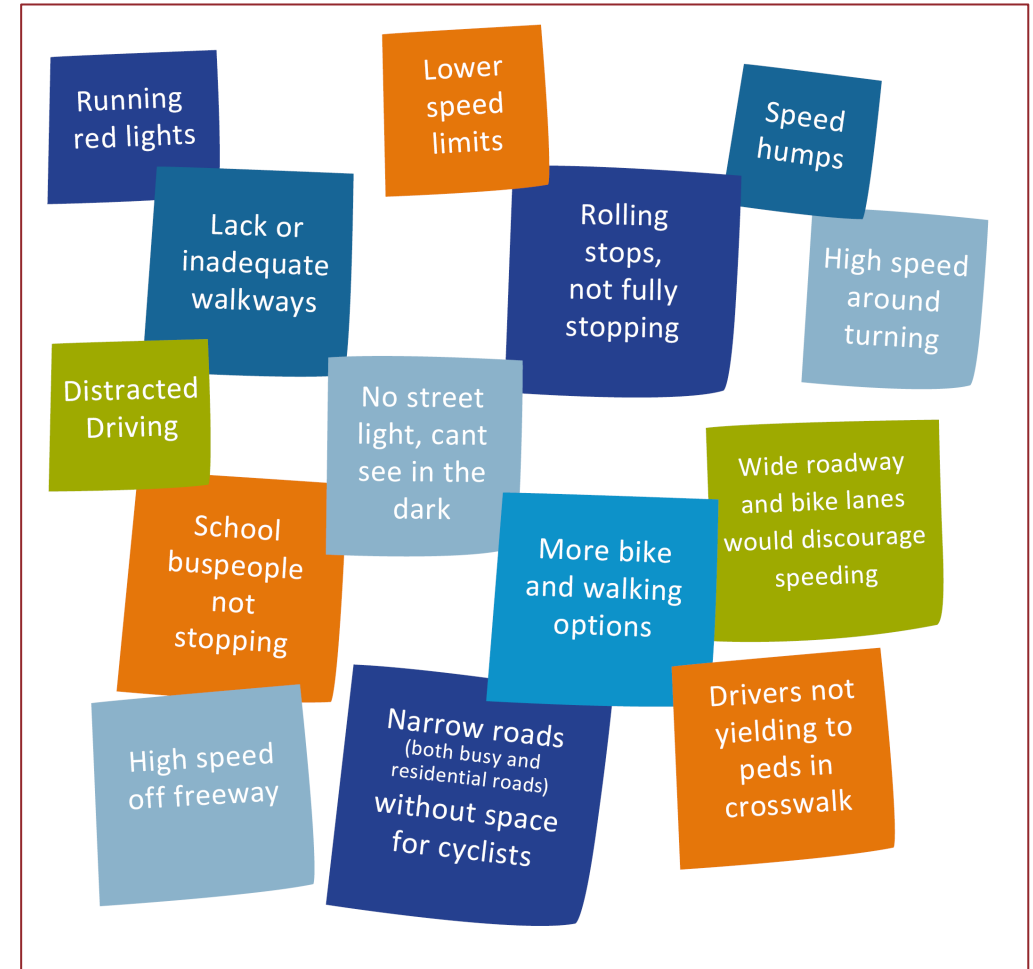 Running
red lights
Lower
speed
limits
Speed
humps
Lack or
inadequate
walkways
Rolling
stops,
not fully
stopping
High speed
around
turning
Distracted
Driving
No street
light, cant
see in the
dark
Wide roadway
and bike lanes
would discourage
speeding
School
buspeople
not
stopping
More bike
and walking
options
High speed
off freeway
Narrow roads
(both busy and
residential roads)
without space
for cyclists
Drivers not
yielding to
peds in
crosswalk